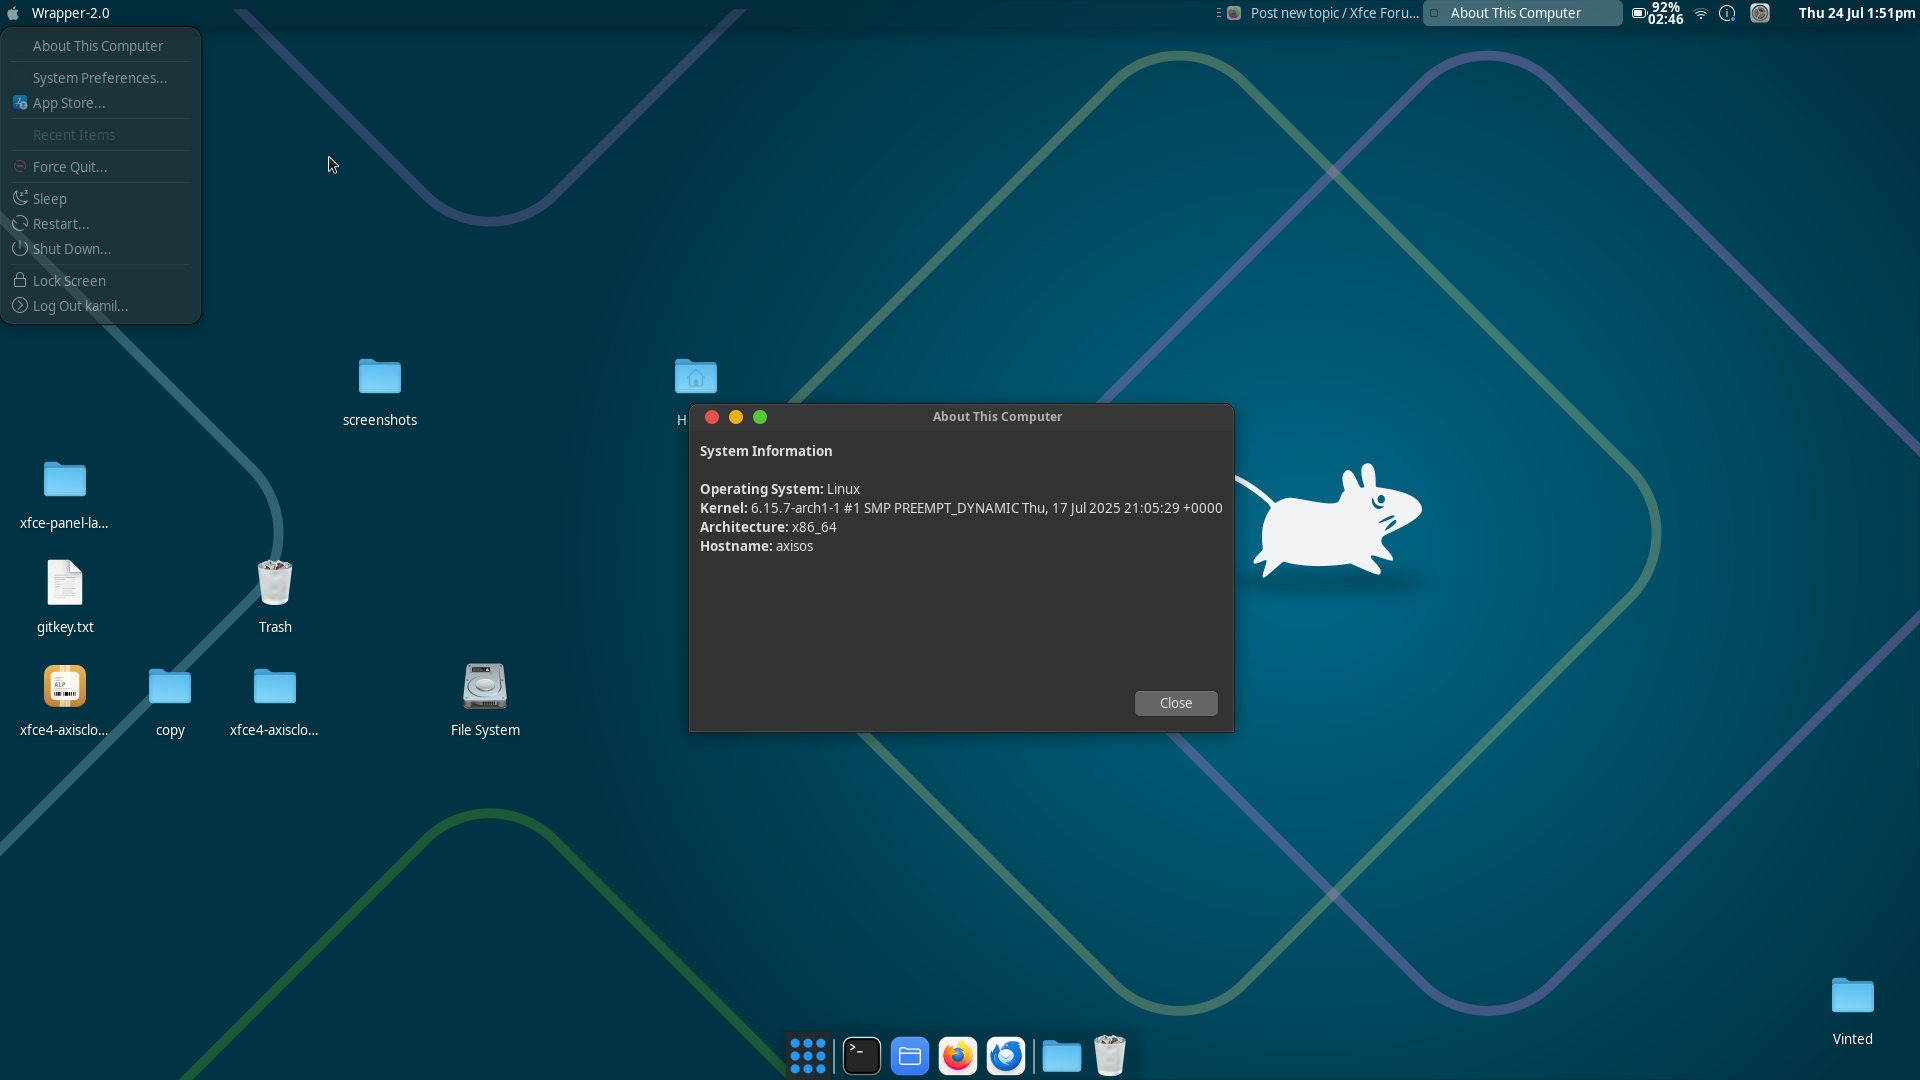 Wrapper-2.0
Post new topic / Xfce Foru...
About This Computer
92%
02:46
Thu 24 Jul 1:51pm
About This Computer
System Preferences...
App Store...
Recent Items
Force Quit...
Sleep
Restart...
Shut Down...
Lock Screen
Log Out kamil...
screenshots
H
xfce-panel-la...
gitkey.txt
Trash
ALP
xfce4-axisclo...
copy
xfce4-axisclo...
File System
About This Computer
System Information
Operating System: Linux
Kernel: 6.15.7-arch1-1 #1 SMP PREEMPT_DYNAMIC Thu, 17 Jul 2025 21:05:29 +0000
Architecture: x86_64
Hostname: axisos
Close
Vinted
>_